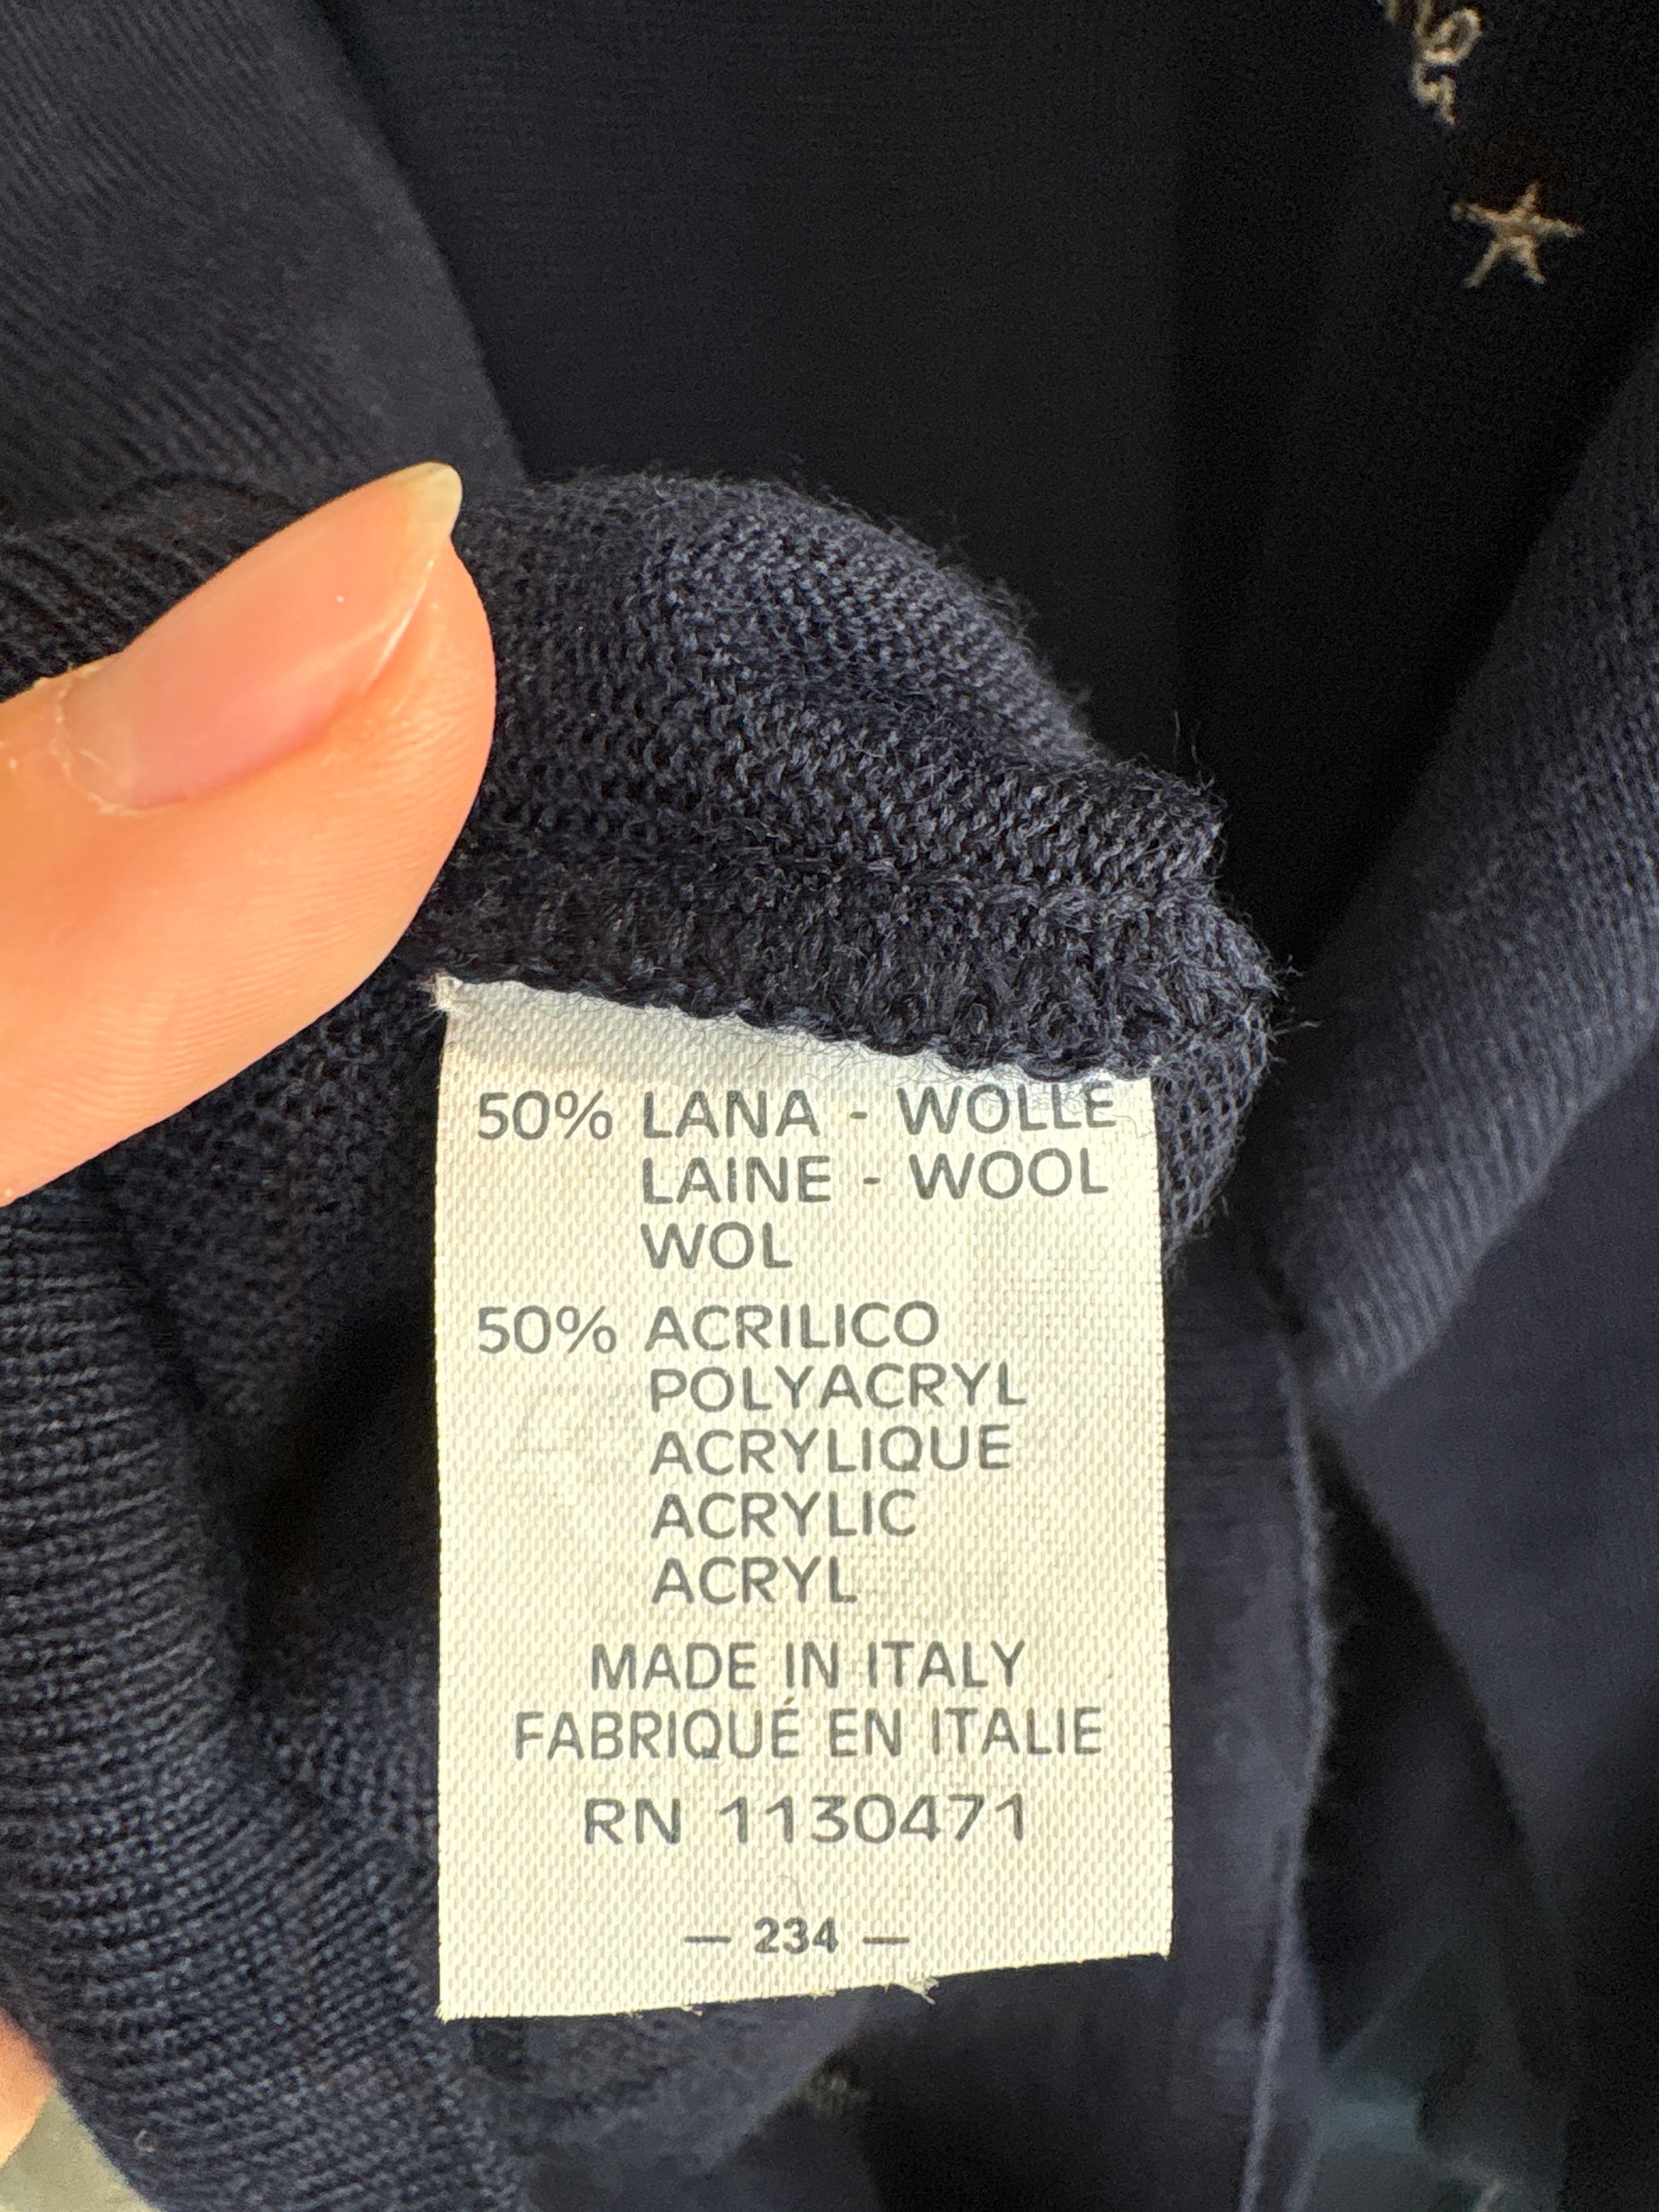 50% LANA - WOLLE
LAINE - WOOL
WOL
50% ACRILICO
POLYACRYL
ACRYLIQUE
ACRYLIC
ACRYL
MADE IN ITALY
FABRIQUÉ EN ITALIE
RN 1130471
— 234 —